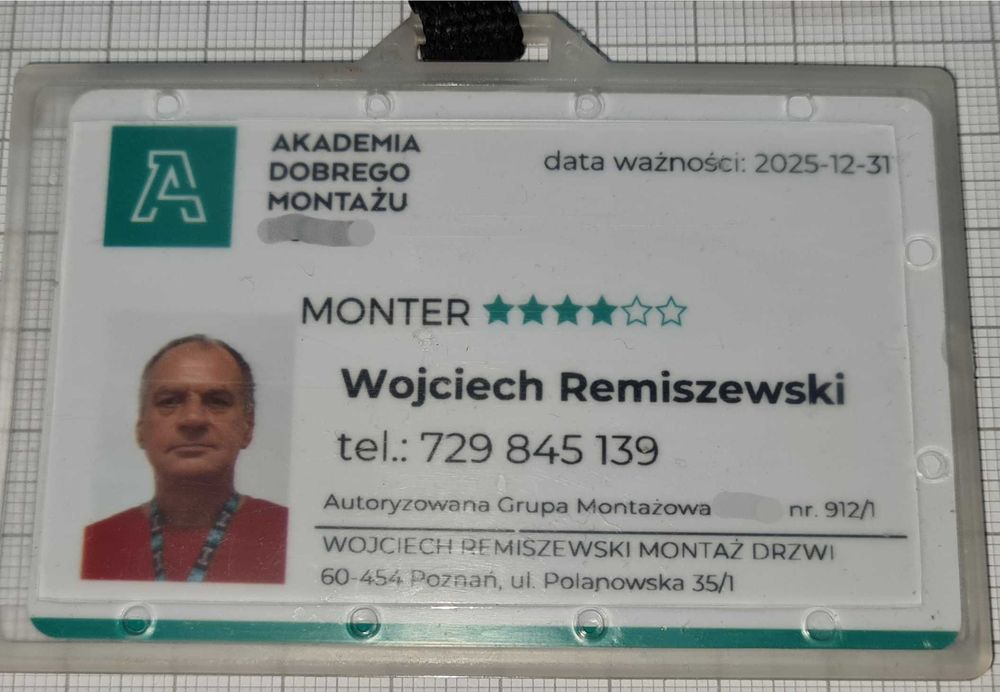 AKADEMIA
DOBREGO
MONTAŻU
data ważności: 2025-12-31
MONTER
Wojciech Remiszewski
tel.: 729 845 139
Autoryzowana Grupa Montażowa nr. 912/1
WOJCIECH REMISZEWSKI MONTAŻ DRZWI
60-454 Poznań, ul. Polanowska 35/1